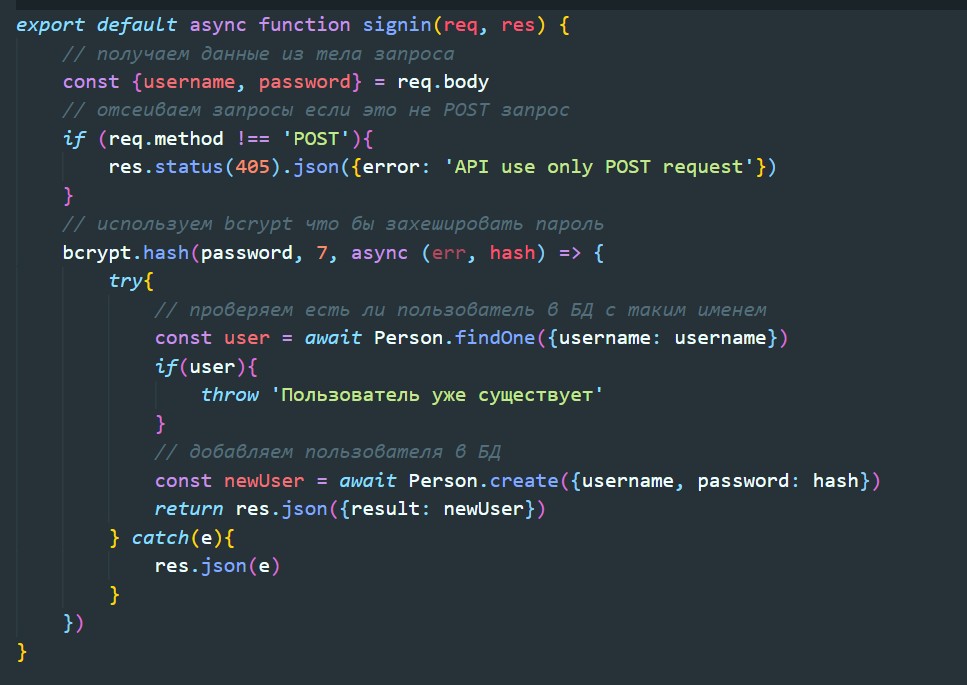 export default async function signin(req, res) {
    // получаем данные из тела запроса
    const {username, password} = req.body
    // отсеиваем запросы если это не POST запрос
    if (req.method !== 'POST'){
        res.status(405).json({error: 'API use only POST request'})
    }
    // используем bcrypt что бы захешировать пароль
    bcrypt.hash(password, 7, async (err, hash) => {
        try{
            // проверяем есть ли пользователь в БД с таким именем
            const user = await Person.findOne({username: username})
            if(user){
                throw 'Пользователь уже существует'
            }
            // добавляем пользователя в БД
            const newUser = await Person.create({username, password: hash})
            return res.json({result: newUser})
        } catch(e){
            res.json(e)
        }
    })
}